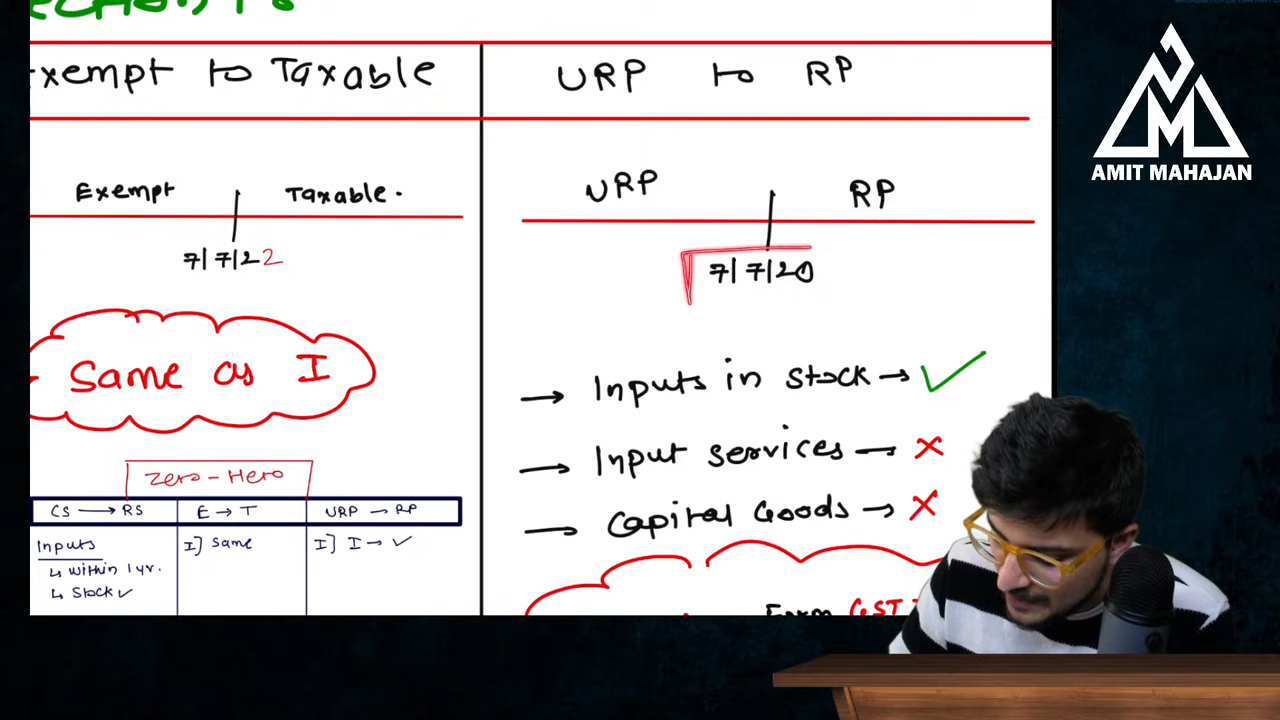 Exempt to Taxable
URP to RP
Exempt
Taxable.
7/7/22
URP
RP
7/7/20
Same as I
→ Inputs in stock → ✓
→ Input services → ×
→ Capital Goods → ×
Zero - Hero
CS → RS
E → T
URP → RP
Inputs
↳ within 1 yr.
↳ Stock ✓
I] Same
I] I → ✓
Form GST
AMIT MAHAJAN